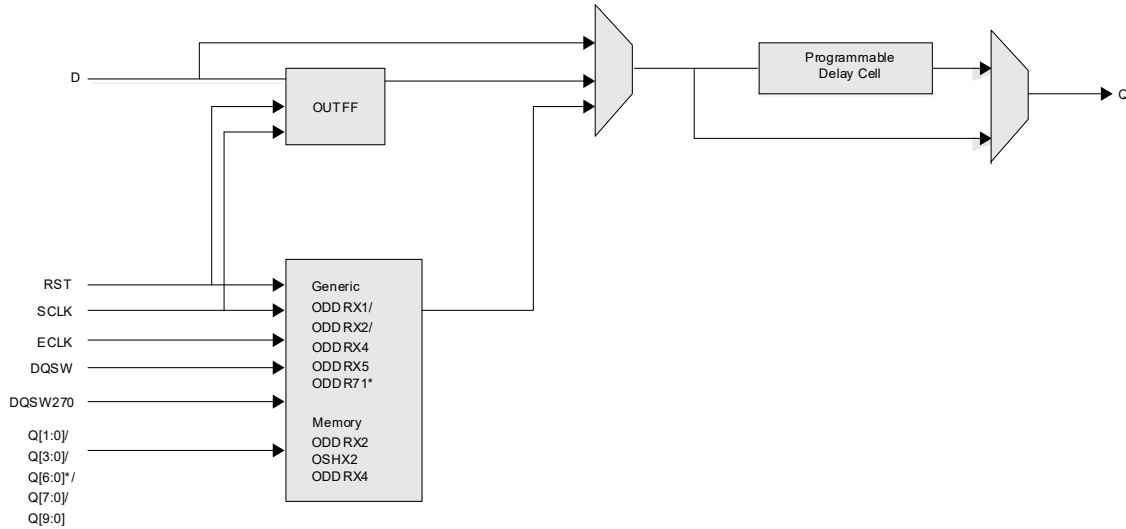 D
OUTFF
Programmable
Delay Cell
Q
RST
SCLK
ECLK
DQSW
DQSW270
Q[1:0]/
Q[3:0]/
Q[6:0]*/
Q[7:0]/
Q[9:0]
Generic
ODDRX1/
ODDRX2/
ODDRX4
ODDRX5
ODDR71*
Memory
ODDRX2
OSHX2
ODDRX4